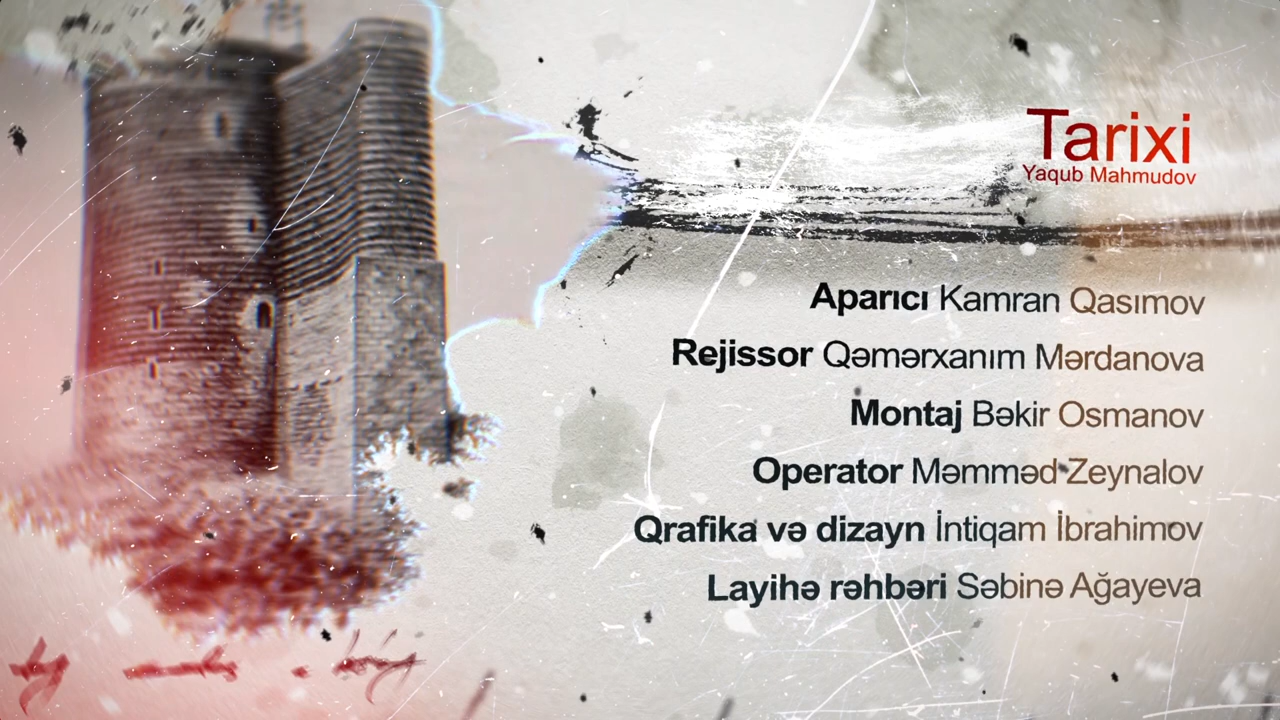 Tarixi
Yaqub Mahmudov
Aparıcı Kamran Qasımov
Rejissor Qəmərxanım Mərdanova
Montaj Bəkir Osmanov
Operator Məmməd Zeynalov
Qrafika və dizayn İntiqam İbrahimov
Layihə rəhbəri Səbinə Ağayeva